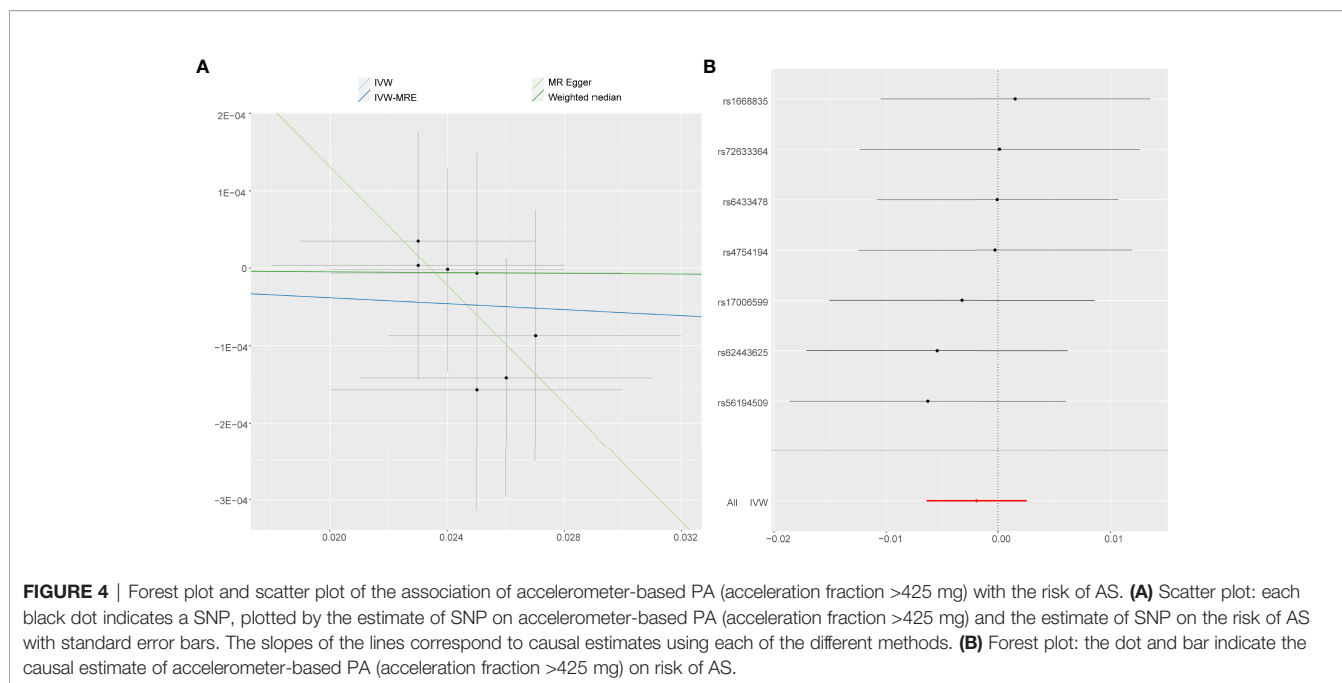 A
IVW
IVW-MRE
MR Egger
Weighted median
2E−04
1E−04
0
−1E−04
−2E−04
−3E−04
0.020
0.024
0.028
0.032
B
rs1668835
rs72633364
rs6433478
rs4754194
rs17006599
rs62443625
rs56194509
All IVW
−0.02
−0.01
0.00
0.01
FIGURE 4 | Forest plot and scatter plot of the association of accelerometer-based PA (acceleration fraction >425 mg) with the risk of AS. (A) Scatter plot: each
black dot indicates a SNP, plotted by the estimate of SNP on accelerometer-based PA (acceleration fraction >425 mg) and the estimate of SNP on the risk of AS
with standard error bars. The slopes of the lines correspond to causal estimates using each of the different methods. (B) Forest plot: the dot and bar indicate the
causal estimate of accelerometer-based PA (acceleration fraction >425 mg) on risk of AS.